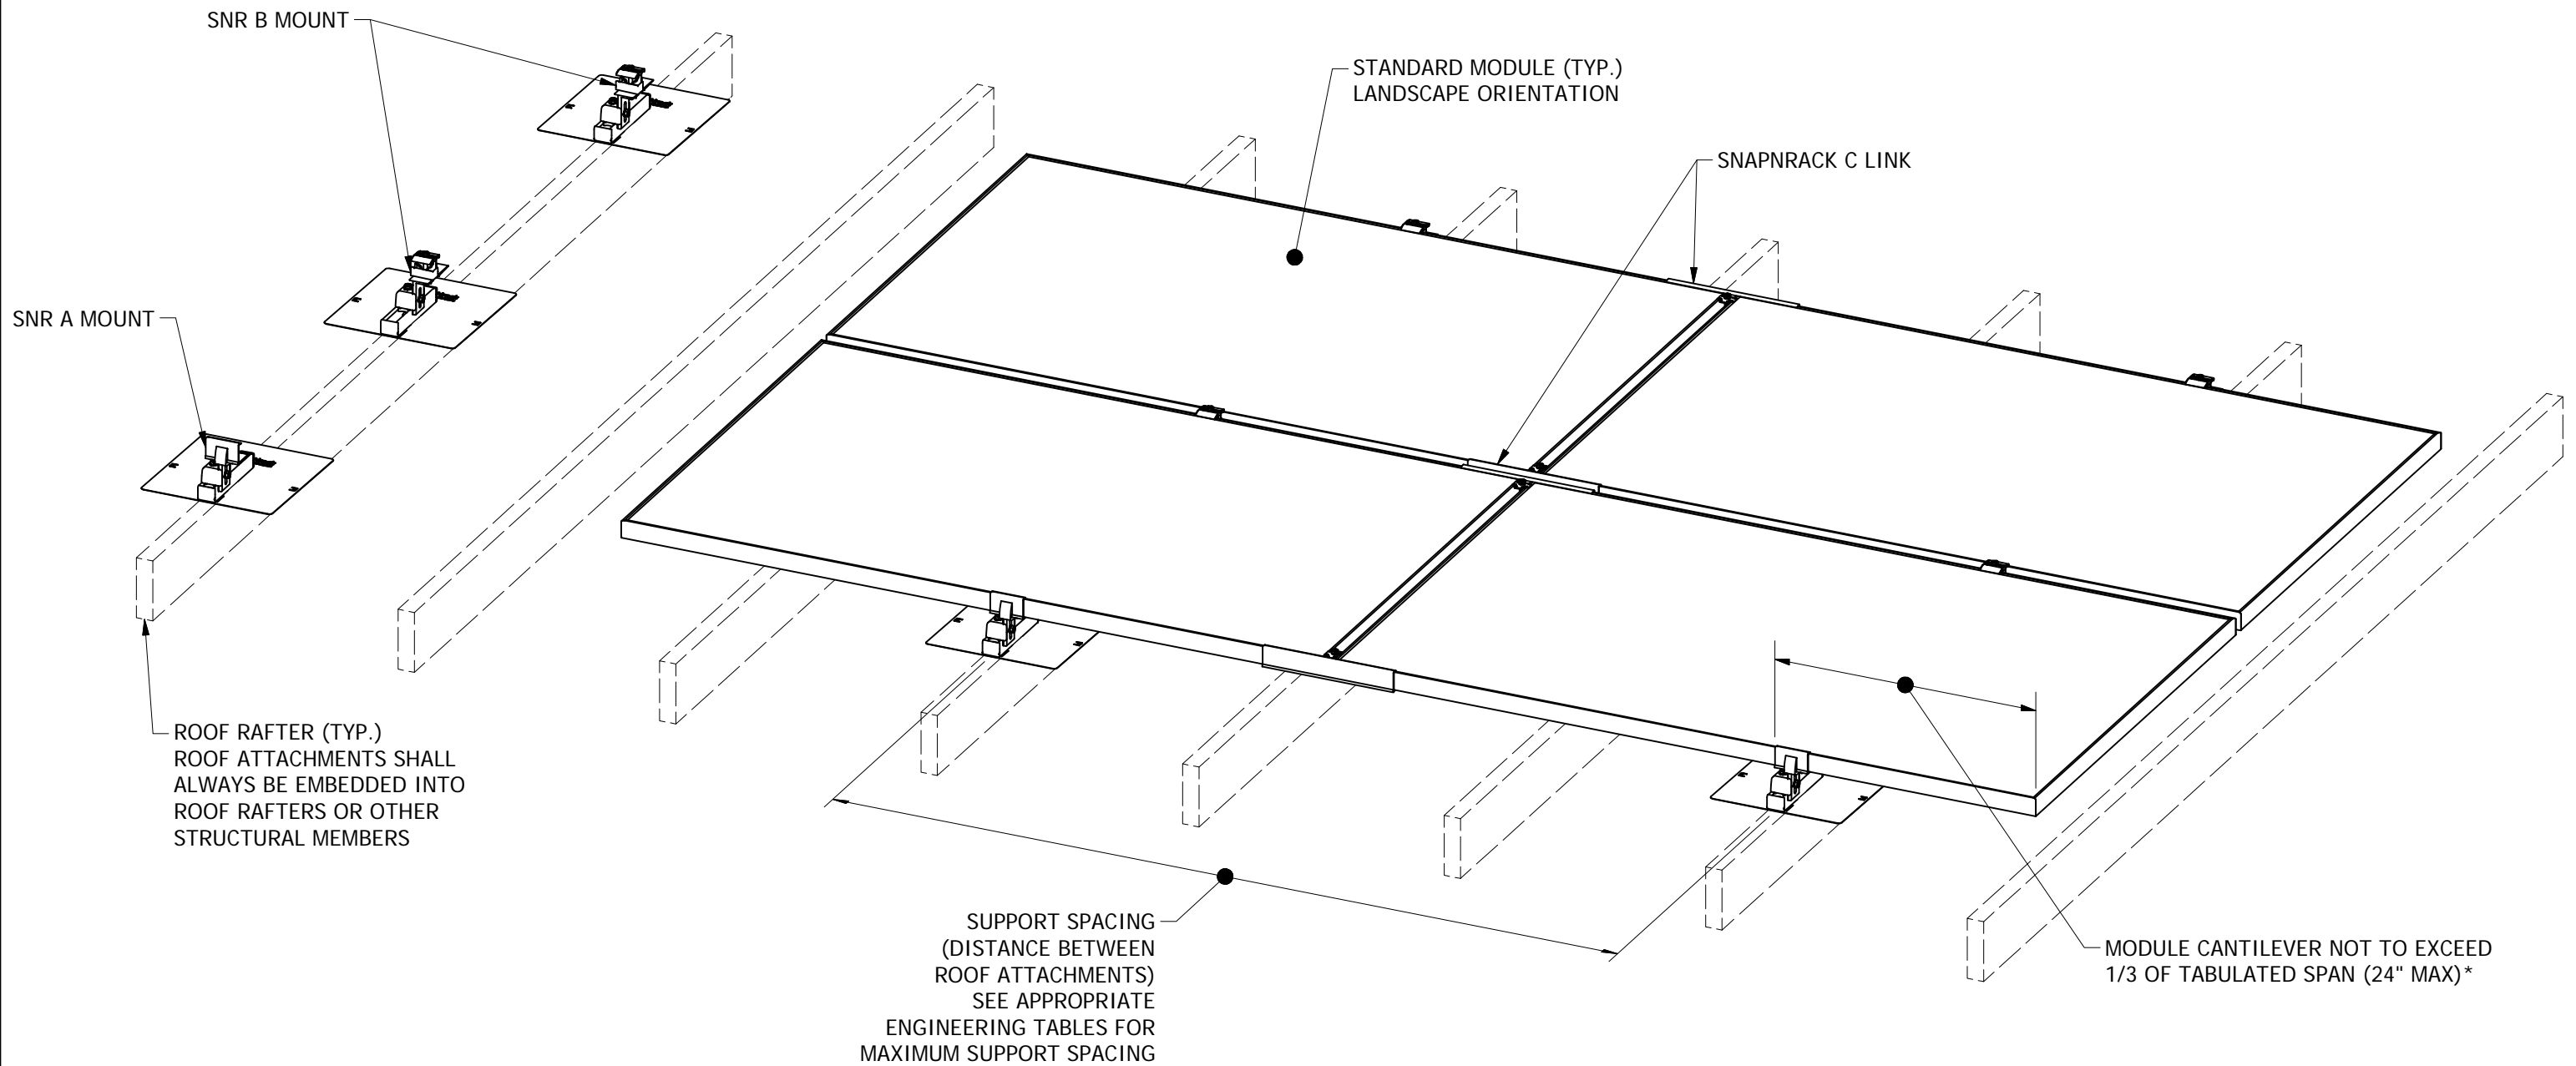 SNR B MOUNT
STANDARD MODULE (TYP.)
LANDSCAPE ORIENTATION
SNAPNRACK C LINK
SNR A MOUNT
ROOF RAFTER (TYP.)
ROOF ATTACHMENTS SHALL
ALWAYS BE EMBEDDED INTO
ROOF RAFTERS OR OTHER
STRUCTURAL MEMBERS
SUPPORT SPACING
(DISTANCE BETWEEN
ROOF ATTACHMENTS)
SEE APPROPRIATE
ENGINEERING TABLES FOR
MAXIMUM SUPPORT SPACING
MODULE CANTILEVER NOT TO EXCEED
1/3 OF TABULATED SPAN (24" MAX)*